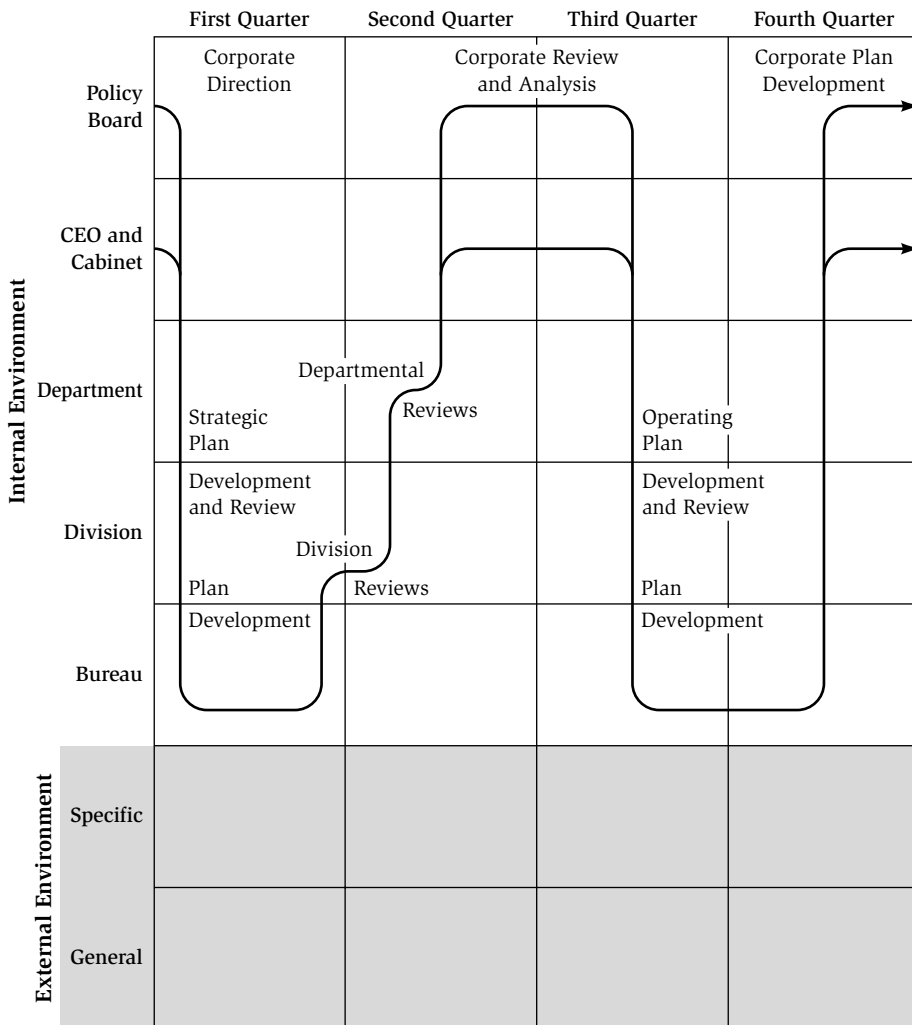 First Quarter Second Quarter Third Quarter Fourth Quarter
Corporate
Direction
Corporate Review
and Analysis
Corporate Plan
Development
Policy
Board
CEO and
Cabinet
Internal Environment
Department
Departmental
Reviews
Strategic
Plan
Operating
Plan
Division
Development
and Review
Development
and Review
Division
Reviews
Plan
Plan
Development
Development
Bureau
External Environment
Specific
General